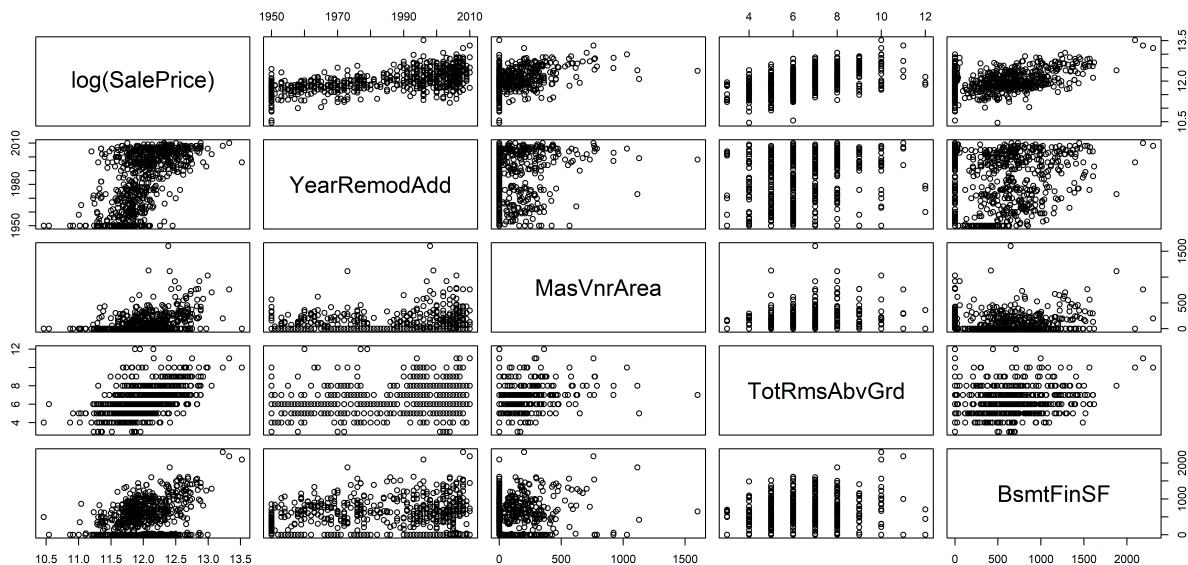 1950 1970 1990 2010 4 6 8 10 12
log(SalePrice) 10.5 12.0 13.5
1950 1980 2010 YearRemodAdd
MasVnrArea 0 500 1500
4 6 8 12 TotRmsAbvGrd
BsmtFinSF 0 1000 2000
10.5 11.0 11.5 12.0 12.5 13.0 13.5 0 500 1000 1500 0 500 1000 2000